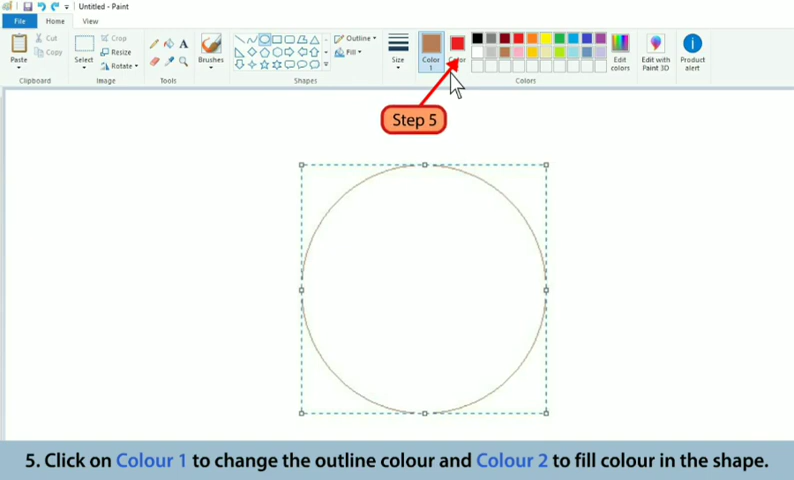 Untitled - Paint
File Home View
Paste
Cut
Copy
Clipboard
Select
Crop
Resize
Rotate
Image
A
Tools
Brushes
Outline
Fill
Shapes
Size
Color
1
Color
Colors
Edit
colors
Edit with
Paint 3D
Product
alert
Step 5
5. Click on Colour 1 to change the outline colour and Colour 2 to fill colour in the shape.